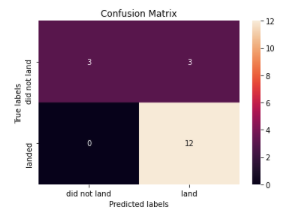 Confusion Matrix
True labels
did not land
landed
3 3
0 12
did not land land
Predicted labels
12
10
8
6
4
2
0